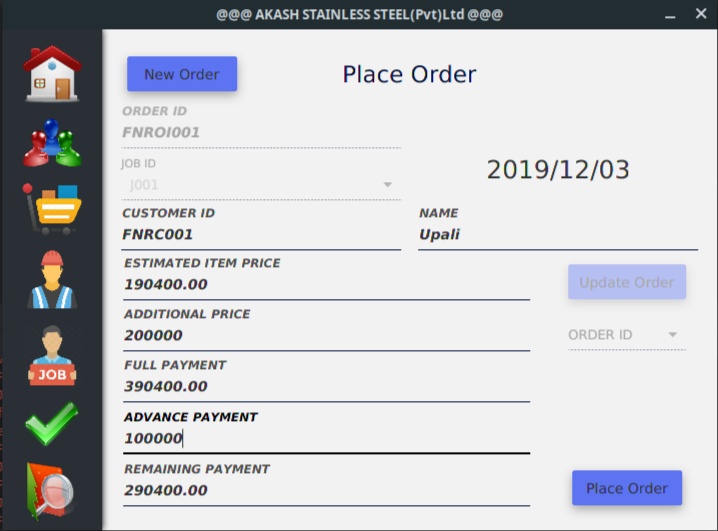 @@@ AKASH STAINLESS STEEL(Pvt)Ltd @@@
New Order
Place Order
ORDER ID
FNROI001
JOB ID
J001
2019/12/03
CUSTOMER ID
NAME
FNRC001
Upali
ESTIMATED ITEM PRICE
190400.00
Update Order
ADDITIONAL PRICE
200000
ORDER ID
FULL PAYMENT
390400.00
ADVANCE PAYMENT
100000
REMAINING PAYMENT
290400.00
Place Order
JOB